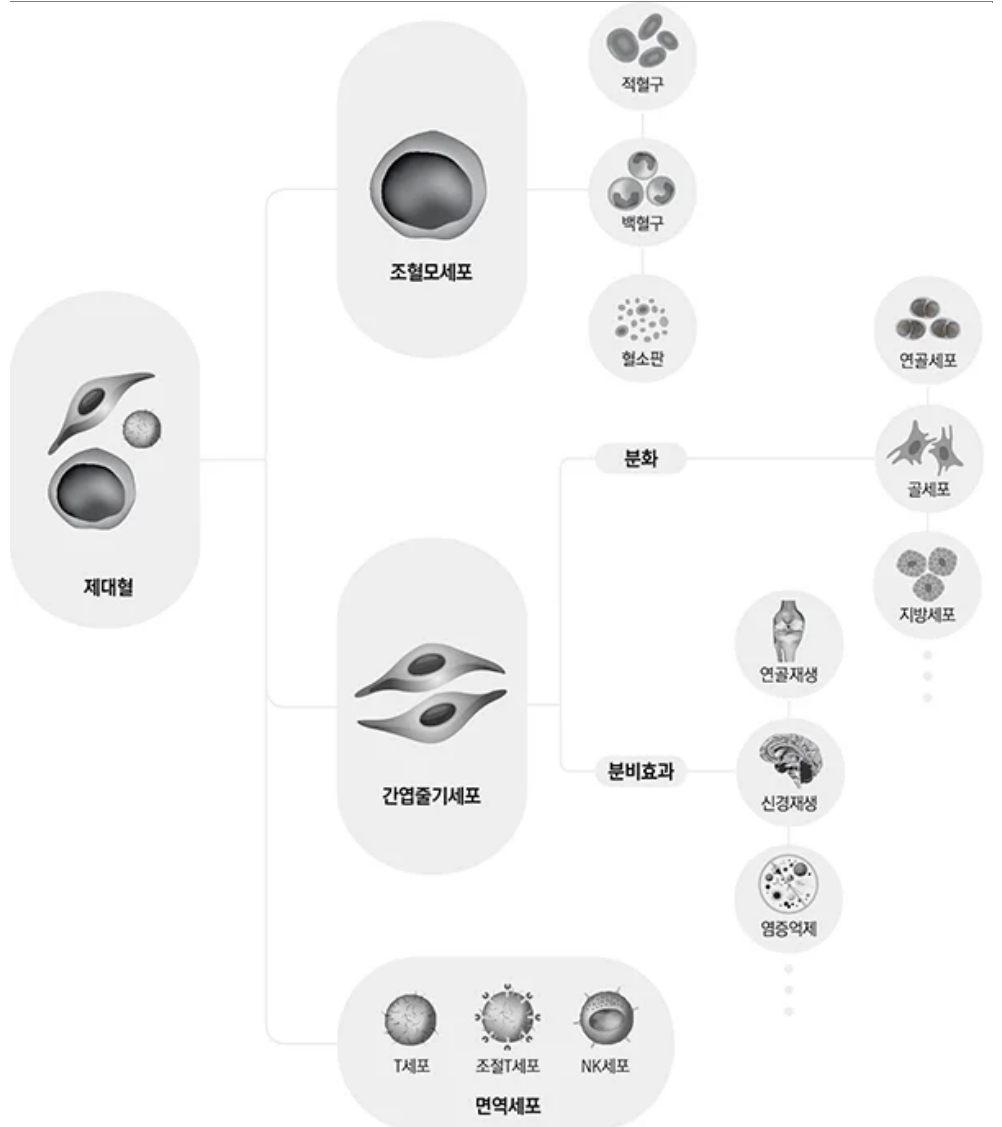 제대혈
조혈모세포
적혈구
백혈구
혈소판
간엽줄기세포
분화
연골세포
골세포
지방세포
분비효과
연골재생
신경재생
염증억제
T세포
조절T세포
NK세포
면역세포